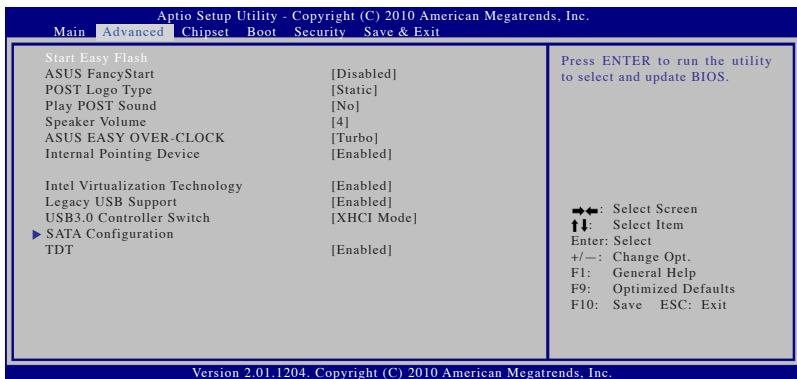 Aptio Setup Utility - Copyright (C) 2010 American Megatrends, Inc.
Main Advanced Chipset Boot Security Save & Exit
Start Easy Flash
ASUS FancyStart [Disabled]
POST Logo Type [Static]
Play POST Sound [No]
Speaker Volume [4]
ASUS EASY OVER-CLOCK [Turbo]
Internal Pointing Device [Enabled]
Intel Virtualization Technology [Enabled]
Legacy USB Support [Enabled]
USB3.0 Controller Switch [XHCI Mode]
SATA Configuration
TDT [Enabled]
Press ENTER to run the utility
to select and update BIOS.
→←: Select Screen
↑↓: Select Item
Enter: Select
+/—: Change Opt.
F1: General Help
F9: Optimized Defaults
F10: Save ESC: Exit
Version 2.01.1204. Copyright (C) 2010 American Megatrends, Inc.